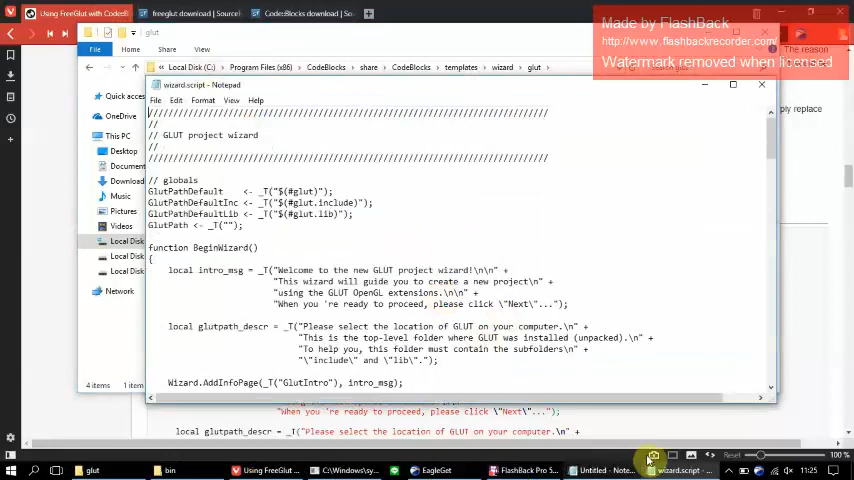 Using FreeGlut with CodeB
freeglut download | Sourcef
CodeBlocks download | So
Made by FlashBack
http://www.flashbackrecorder.com/
Watermark removed when licensed
The reason
glut
File
Home
Share
View
Local Disk (C:) > Program Files (x86) > CodeBlocks > share > CodeBlocks > templates > wizard > glut
wizard.script - Notepad
File Edit Format View Help
Quick access
OneDrive
This PC
Desktop
Document
Download
Music
Pictures
Videos
Local Disk
Local Disk
Local Disk
Network
4 items
1 item
ply replace
////////////////////////////////////////////////////////////////////////////////
//
// GLUT project wizard
//
////////////////////////////////////////////////////////////////////////////////
// globals
GlutPathDefault    <- _T("$(#glut)");
GlutPathDefaultInc <- _T("$(#glut.include)");
GlutPathDefaultLib <- _T("$(#glut.lib)");
GlutPath <- _T("");
function BeginWizard()
{
local intro_msg = _T("Welcome to the new GLUT project wizard!\n\n" +
"This wizard will guide you to create a new project\n" +
"using the GLUT OpenGL extensions.\n\n" +
"When you 're ready to proceed, please click \"Next\"...");
local glutpath_descr = _T("Please select the location of GLUT on your computer.\n" +
"This is the top-level folder where GLUT was installed (unpacked).\n" +
"To help you, this folder must contain the subfolders\n" +
"\"include\" and \"lib\".");
Wizard.AddInfoPage(_T("GlutIntro"), intro_msg);
"When you 're ready to proceed, please click \"Next\"...");
local glutpath_descr = _T("Please select the location of GLUT on your computer.\n" +
Reset
100 %
glut
bin
Using FreeGlut ...
C:\Windows\sy...
EagleGet
FlashBack Pro 5...
Untitled - Note...
wizard.script - ...
11:25